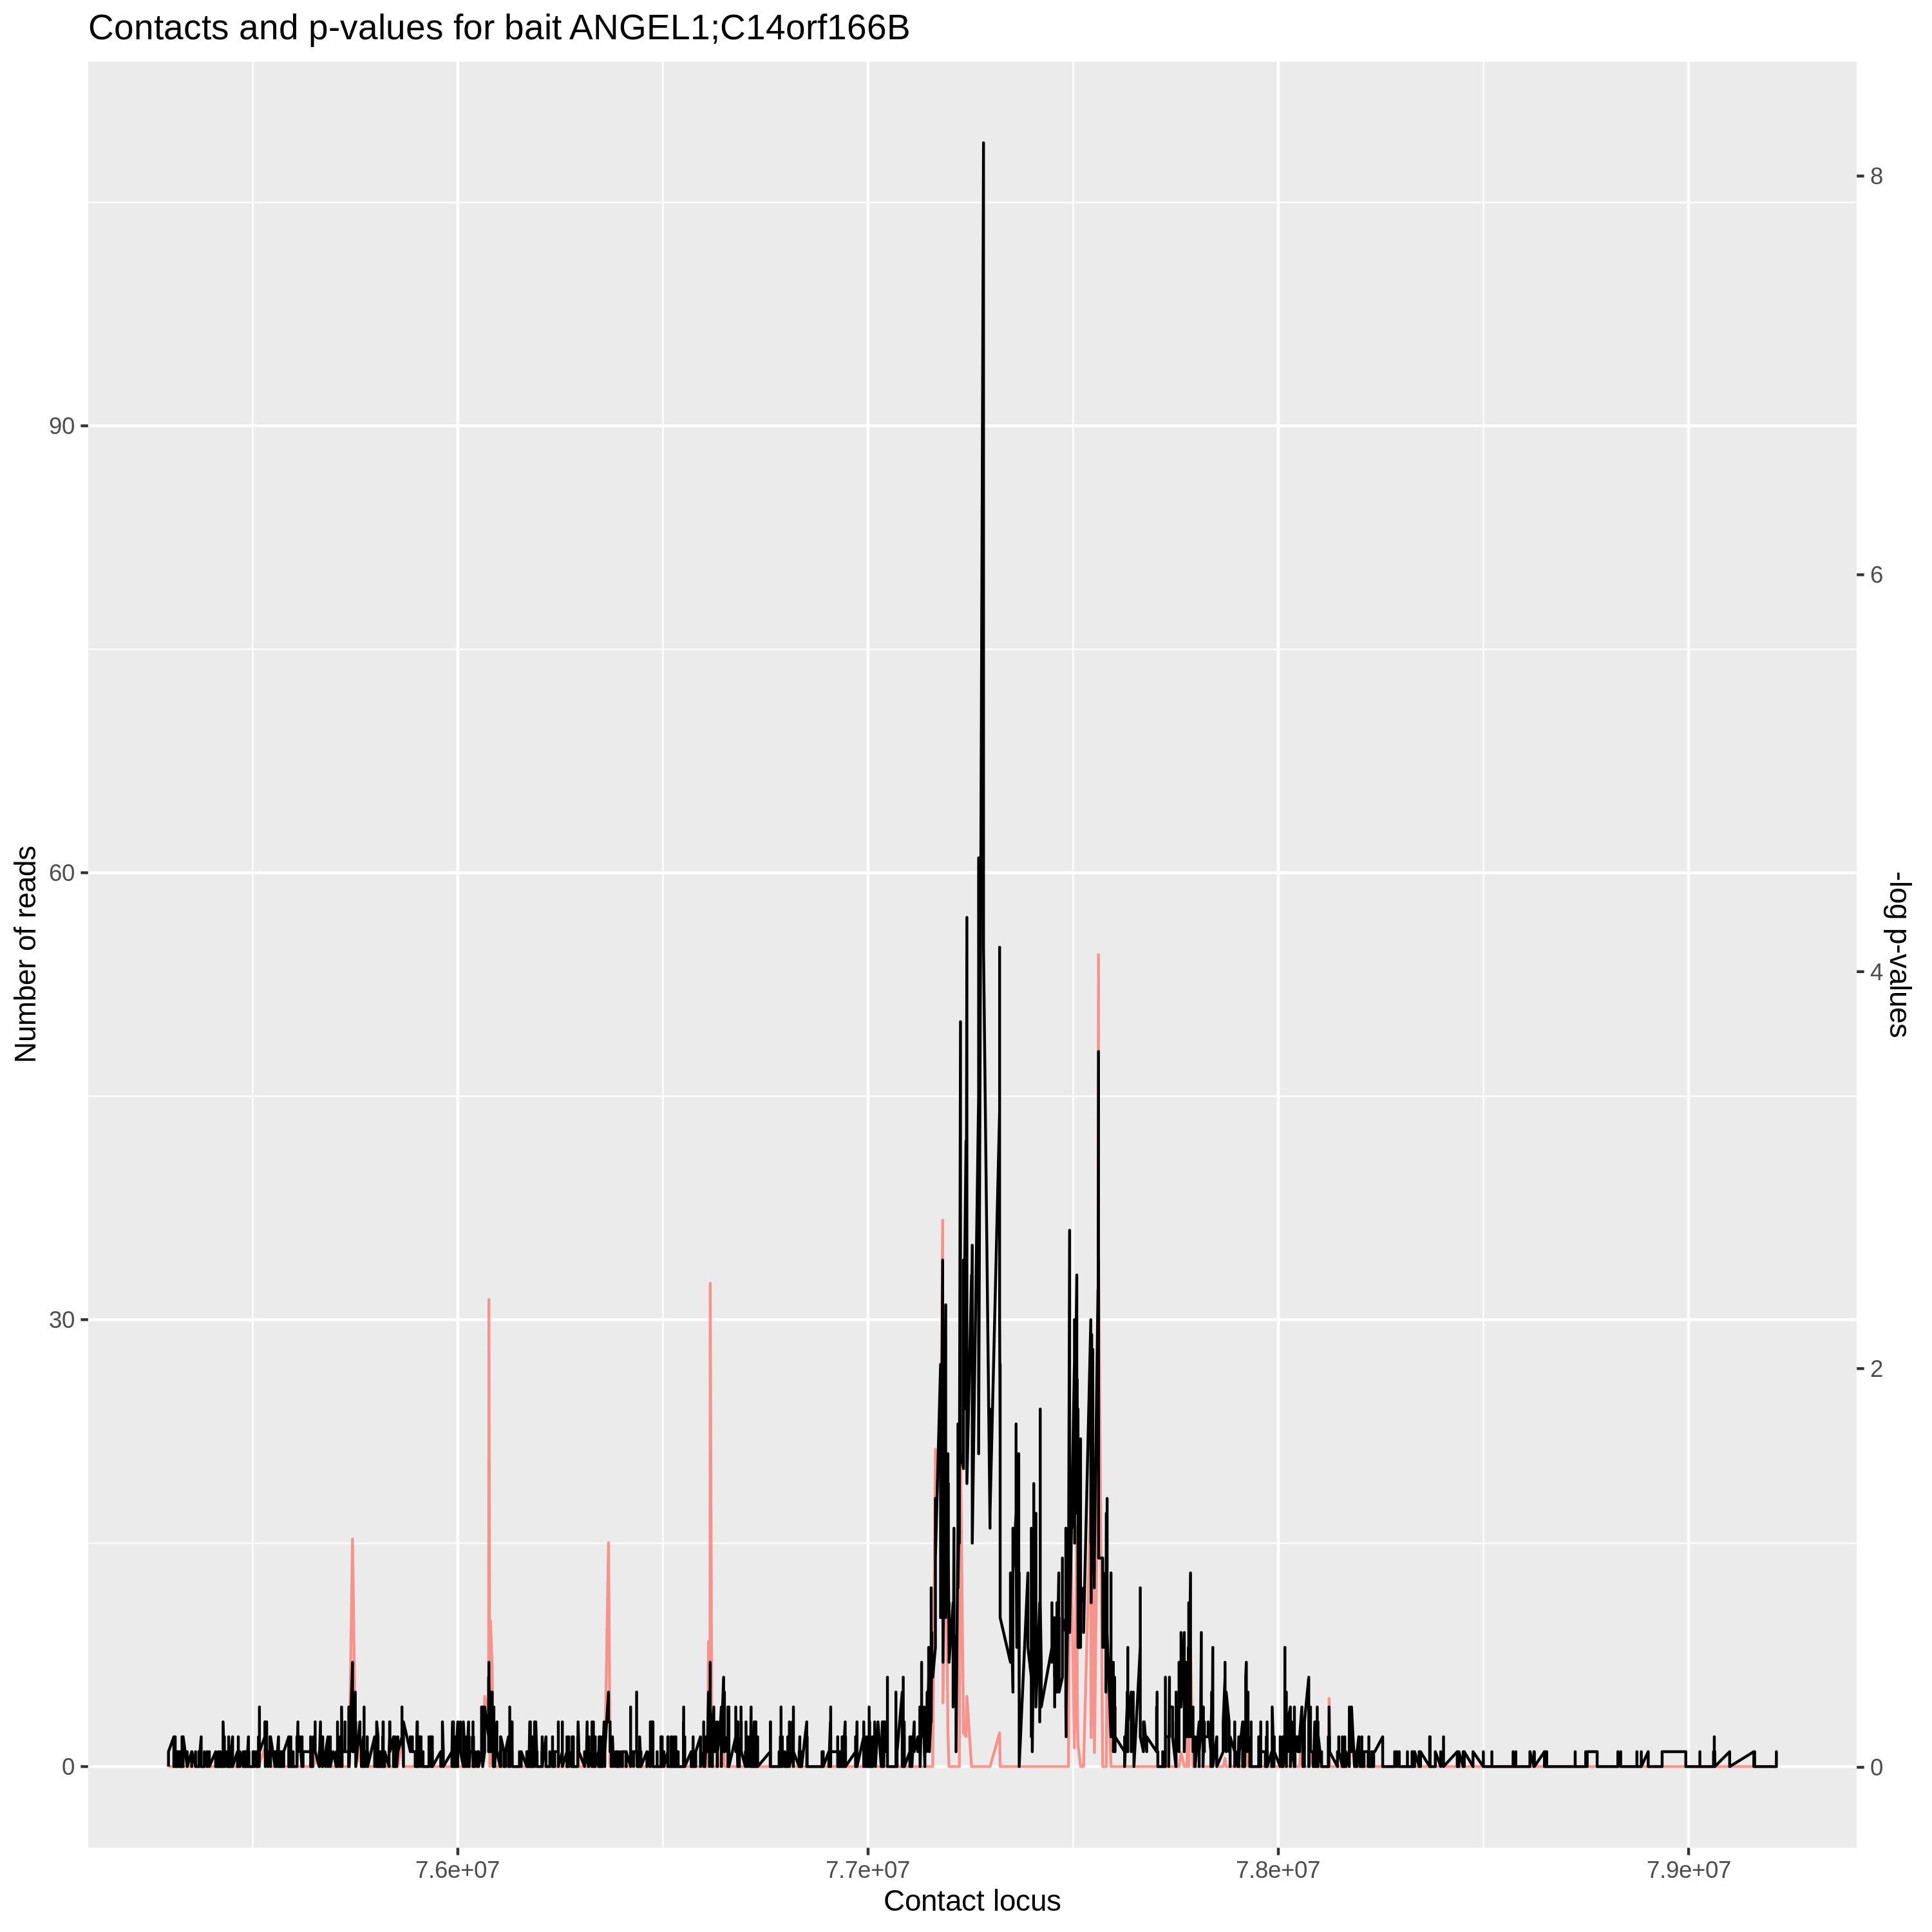 Contacts and p-values for bait ANGEL1;C14orf166B
Number of reads
90
60
30
0
8
6
4
2
0
-log p-values
7.6e+07 7.7e+07 7.8e+07 7.9e+07
Contact locus